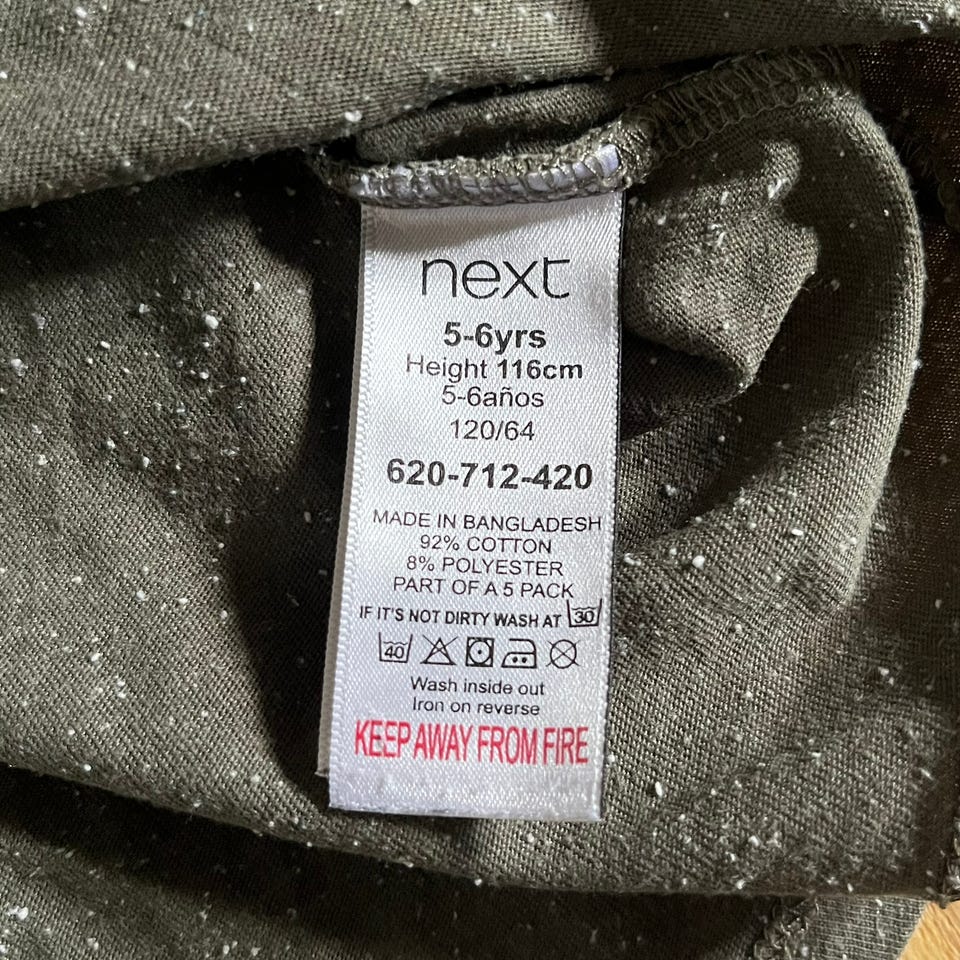 next
5-6yrs
Height 116cm
5-6años
120/64
620-712-420
MADE IN BANGLADESH
92% COTTON
8% POLYESTER
PART OF A 5 PACK
IF IT'S NOT DIRTY WASH AT 30
40
Wash inside out
Iron on reverse
KEEP AWAY FROM FIRE